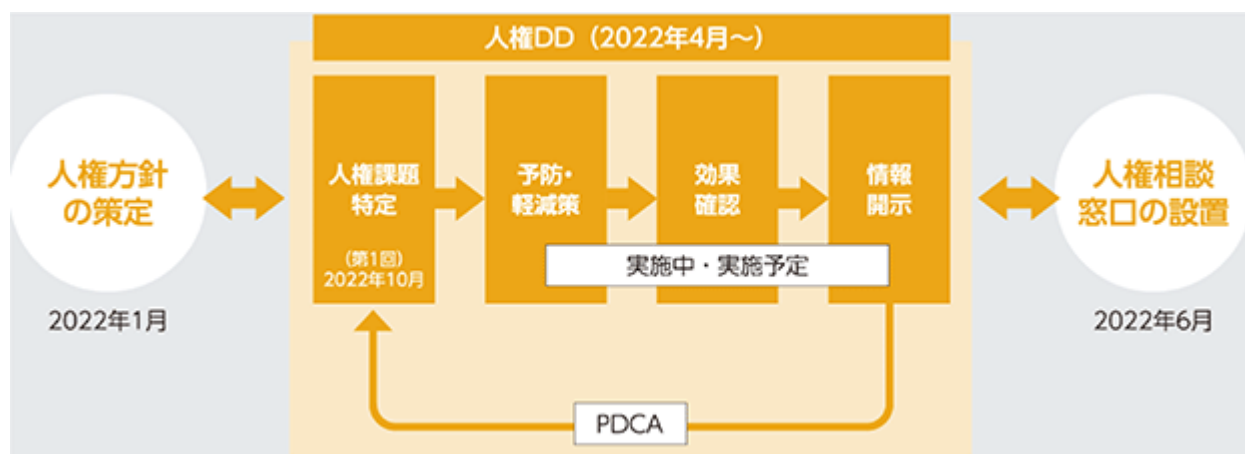 人権DD（2022年4月～）
人権方針
の策定
2022年1月
人権課題
特定
（第1回）
2022年10月
予防・
軽減策
効果
確認
情報
開示
実施中・実施予定
PDCA
人権相談
窓口の設置
2022年6月